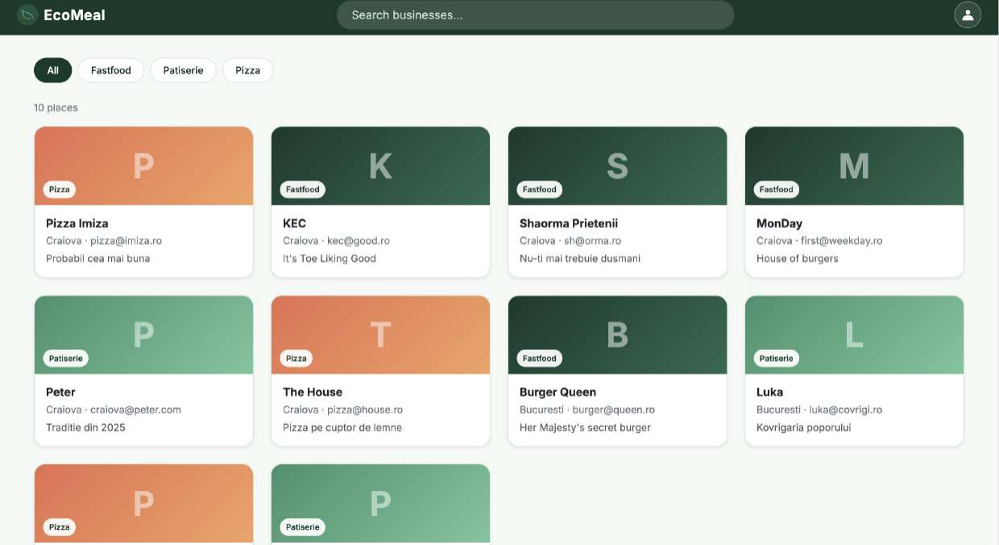 EcoMeal
Search businesses...
All
Fastfood
Patiserie
Pizza
10 places
P
Pizza
Pizza Imiza
Craiova · pizza@imiza.ro
Probabil cea mai buna
K
Fastfood
KEC
Craiova · kec@good.ro
It's Toe Liking Good
S
Fastfood
Shaorma Prietenii
Craiova · sh@orma.ro
Nu-ti mai trebuie dusmani
M
Fastfood
MonDay
Craiova · first@weekday.ro
House of burgers
P
Patiserie
Peter
Craiova · craiova@peter.com
Traditie din 2025
T
Pizza
The House
Craiova · pizza@house.ro
Pizza pe cuptor de lemne
B
Fastfood
Burger Queen
Bucuresti · burger@queen.ro
Her Majesty's secret burger
L
Patiserie
Luka
Bucuresti · luka@covrigi.ro
Kovrigaria poporului
P
Pizza
P
Patiserie